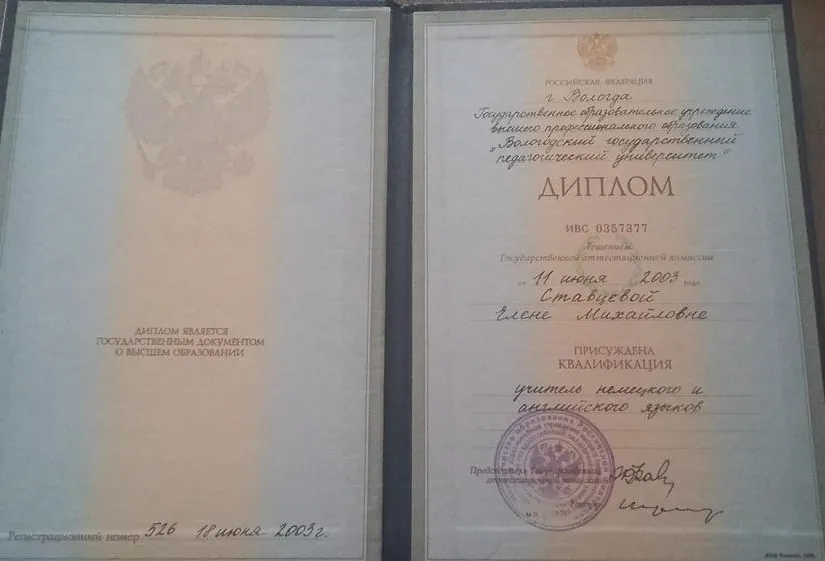 ДИПЛОМ ЯВЛЯЕТСЯ
ГОСУДАРСТВЕННЫМ ДОКУМЕНТОМ
О ВЫСШЕМ ОБРАЗОВАНИИ
Регистрационный номер 526 18 июня 2003 г.
РОССИЙСКАЯ ФЕДЕРАЦИЯ
г. Вологда
Государственное образовательное учреждение
высшего профессионального образования
„Вологодский государственный
педагогический университет"
ДИПЛОМ
ИВС 0357377
Решением
Государственной аттестационной комиссии
от 11 июня 2003 года
Ставцевой
Елене Михайловне
ПРИСУЖДЕНА
КВАЛИФИКАЦИЯ
учитель немецкого и
английского языков
Председатель Государственной
аттестационной комиссии
Ректор